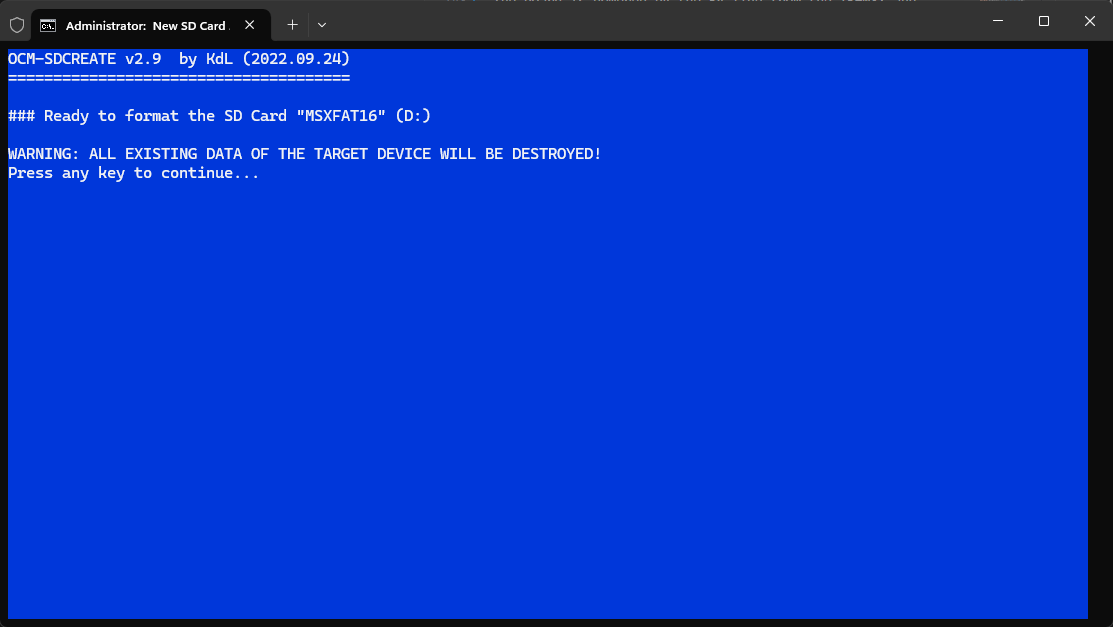 Administrator: New SD Card
OCM-SDCREATE v2.9  by KdL (2022.09.24)
======================================
### Ready to format the SD Card "MSXFAT16" (D:)
WARNING: ALL EXISTING DATA OF THE TARGET DEVICE WILL BE DESTROYED!
Press any key to continue...